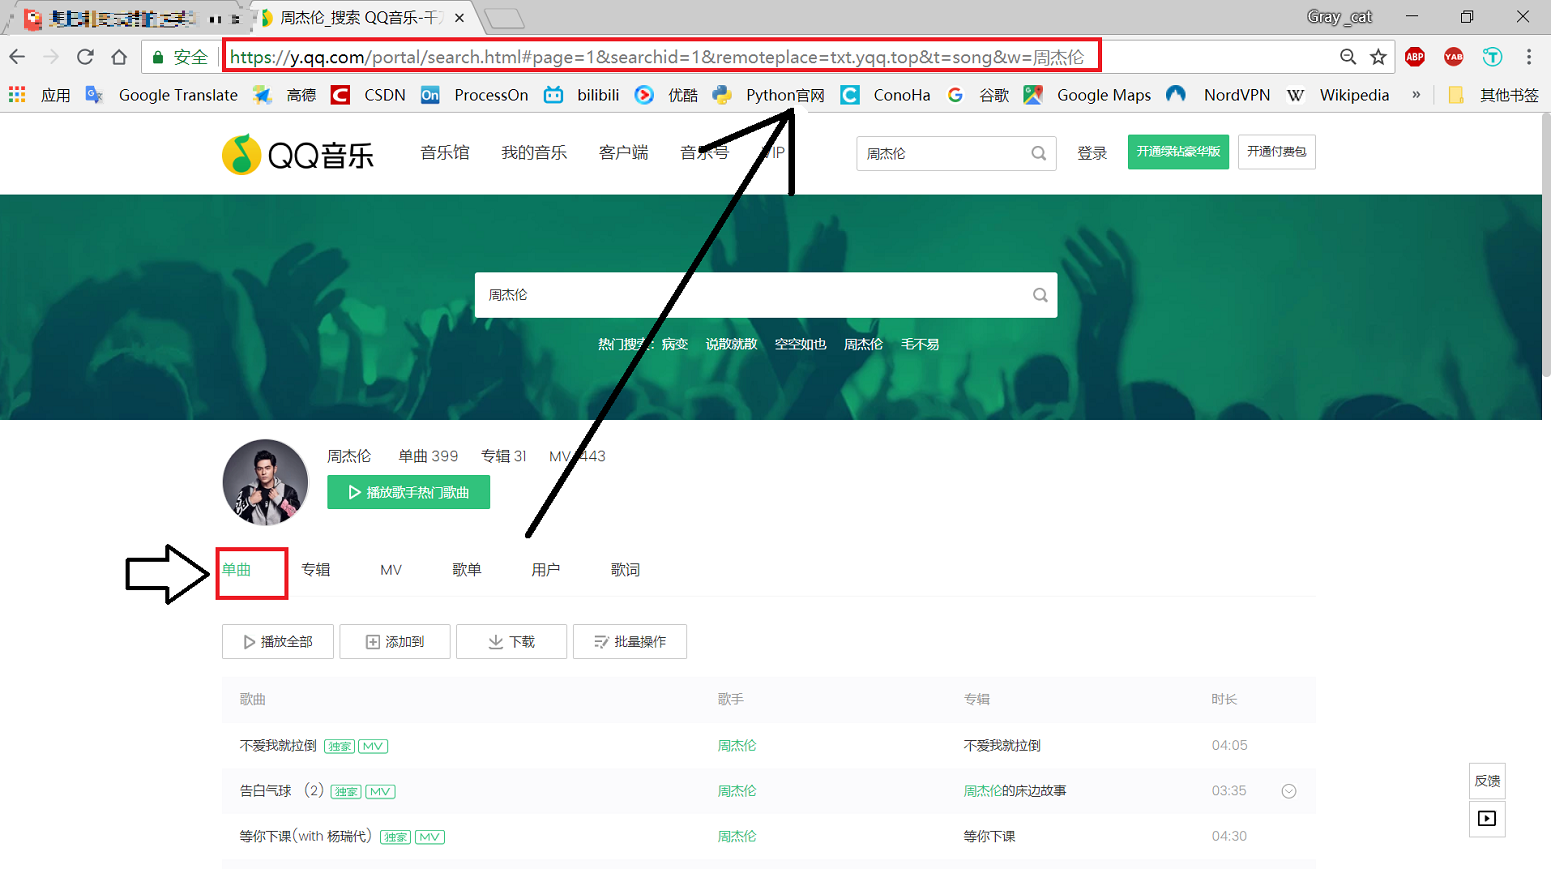 周杰伦_搜索 QQ音乐-千
Gray _cat
安全
https://y.qq.com/portal/search.html#page=1&searchid=1&remoteplace=txt.yqq.top&t=song&w=周杰伦
ABP
YAB
应用 Google Translate 高德 CSDN On ProcessOn bilibili 优酷 Python官网 ConoHa 谷歌 Google Maps NordVPN W Wikipedia » 其他书签
QQ音乐 音乐馆 我的音乐 客户端 音乐号 VIP 周杰伦 登录 开通绿钻豪华版 开通付费包
周杰伦
热门搜索: 病变 说散就散 空空如也 周杰伦 毛不易
周杰伦 单曲 399 专辑 31 MV 443
播放歌手热门歌曲
单曲 专辑 MV 歌单 用户 歌词
播放全部 添加到 下载 批量操作
歌曲 歌手 专辑 时长
不爱我就拉倒 独家 MV 周杰伦 不爱我就拉倒 04:05
告白气球 (2) 独家 MV 周杰伦 周杰伦的床边故事 03:35
等你下课(with 杨瑞代) 独家 MV 周杰伦 等你下课 04:30
反馈